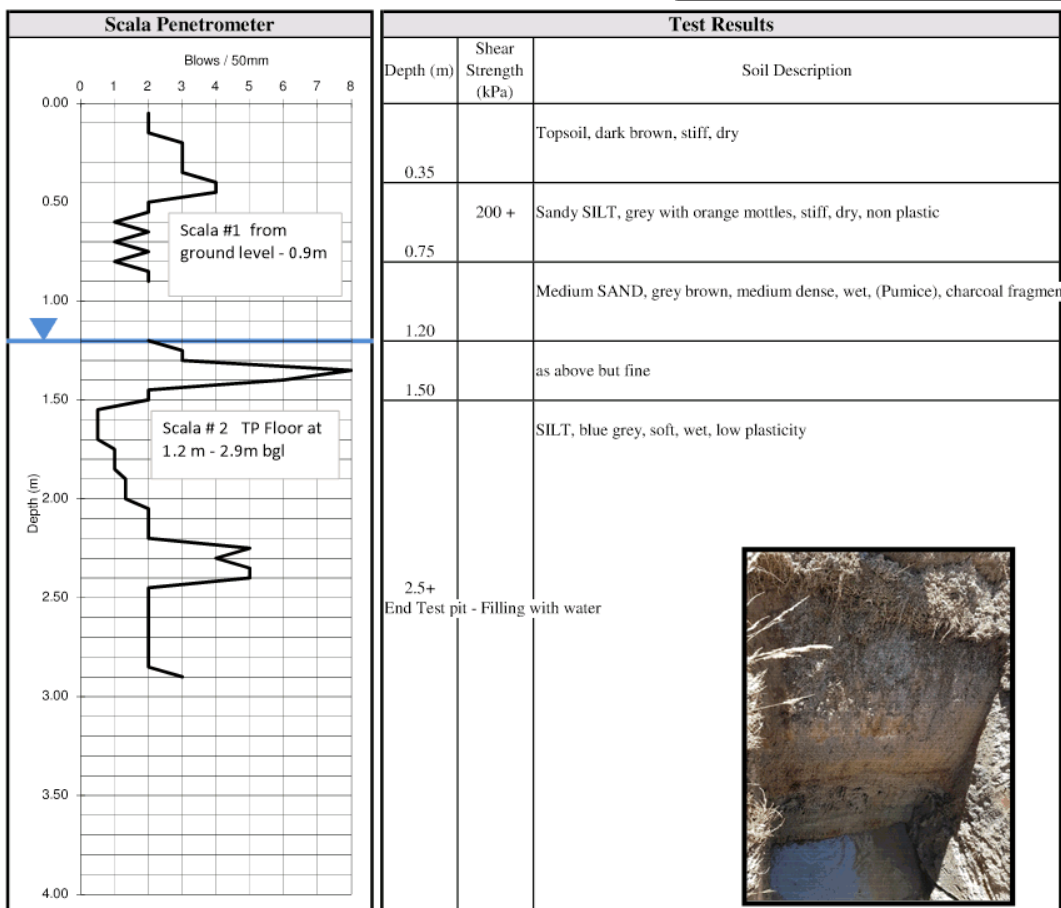 Scala Penetrometer
Blows / 50mm
0 1 2 3 4 5 6 7 8
0.00
0.50
1.00
1.50
2.00
2.50
3.00
3.50
4.00
Depth (m)
Scala #1 from
ground level - 0.9m
Scala # 2 TP Floor at
1.2 m - 2.9m bgl
Test Results
Depth (m)
Shear
Strength
(kPa)
Soil Description
Topsoil, dark brown, stiff, dry
0.35
200 + Sandy SILT, grey with orange mottles, stiff, dry, non plastic
0.75
Medium SAND, grey brown, medium dense, wet, (Pumice), charcoal fragmen
1.20
as above but fine
1.50
SILT, blue grey, soft, wet, low plasticity
2.5+
End Test pit - Filling with water